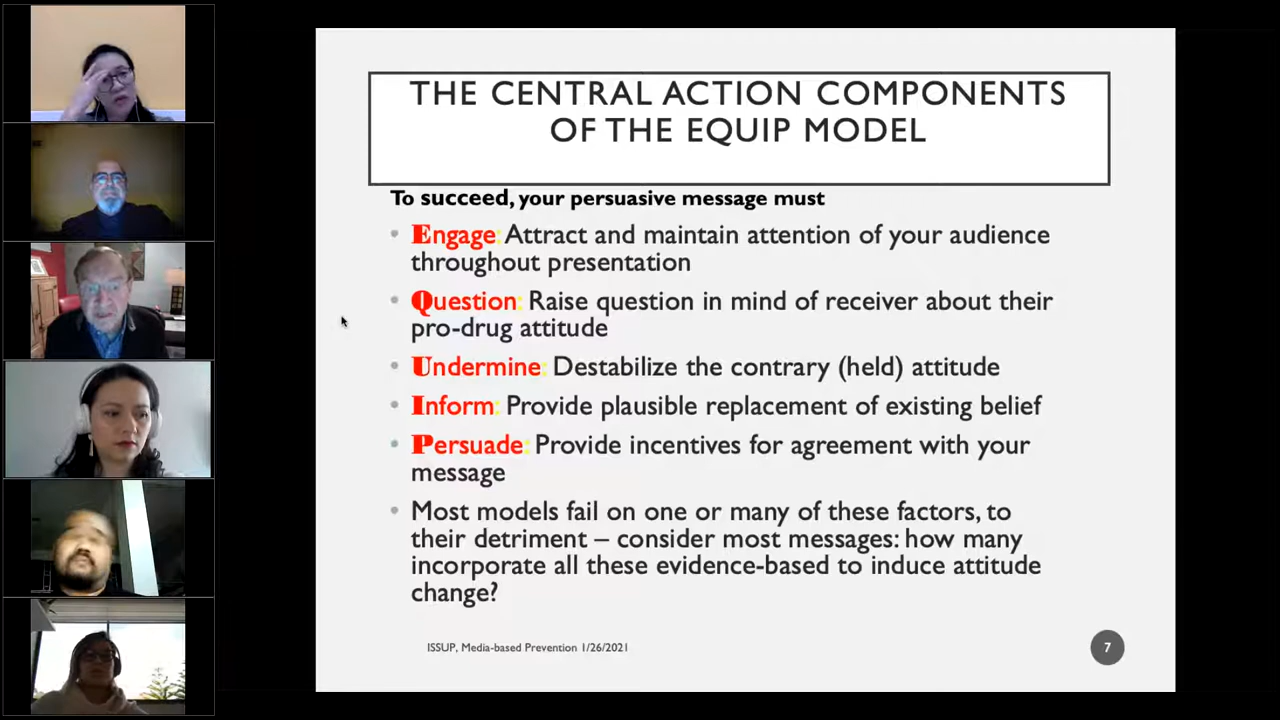 THE CENTRAL ACTION COMPONENTS
OF THE EQUIP MODEL
To succeed, your persuasive message must
• Engage: Attract and maintain attention of your audience
throughout presentation
• Question: Raise question in mind of receiver about their
pro-drug attitude
• Undermine: Destabilize the contrary (held) attitude
• Inform: Provide plausible replacement of existing belief
• Persuade: Provide incentives for agreement with your
message
• Most models fail on one or many of these factors, to
their detriment – consider most messages: how many
incorporate all these evidence-based to induce attitude
change?
ISSUP, Media-based Prevention 1/26/2021
7